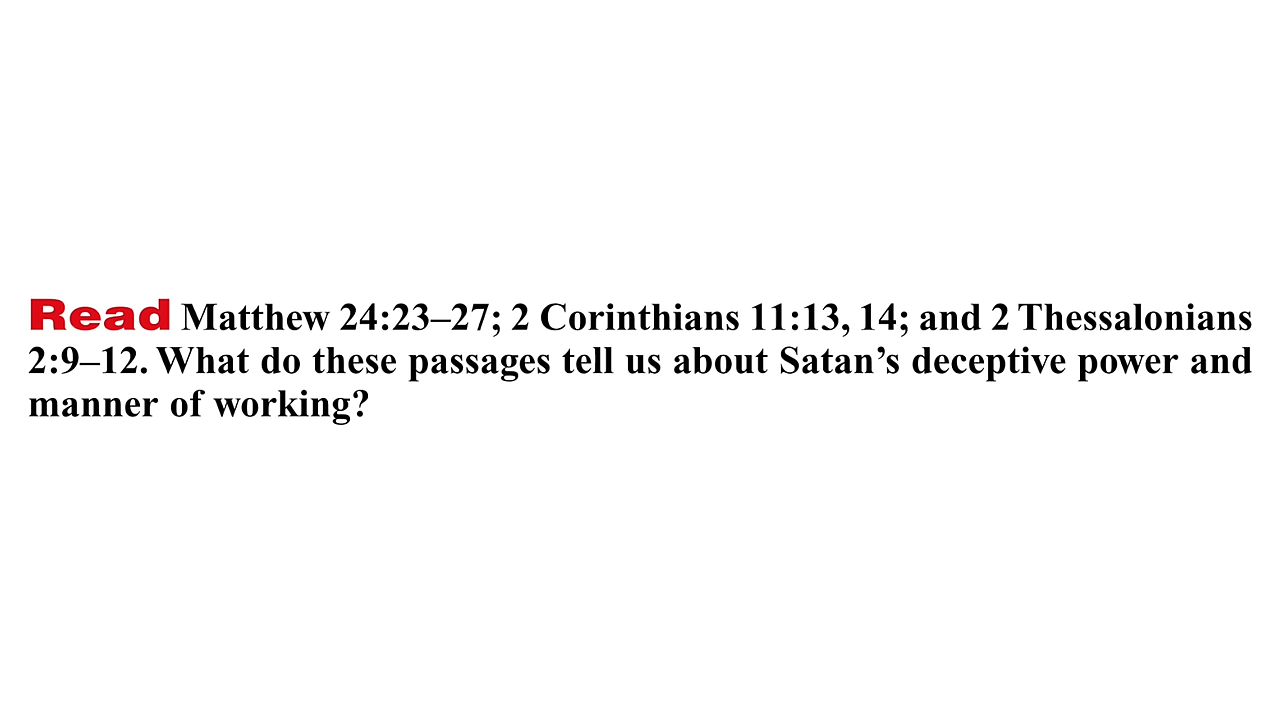 Read Matthew 24:23–27; 2 Corinthians 11:13, 14; and 2 Thessalonians
2:9–12. What do these passages tell us about Satan’s deceptive power and
manner of working?